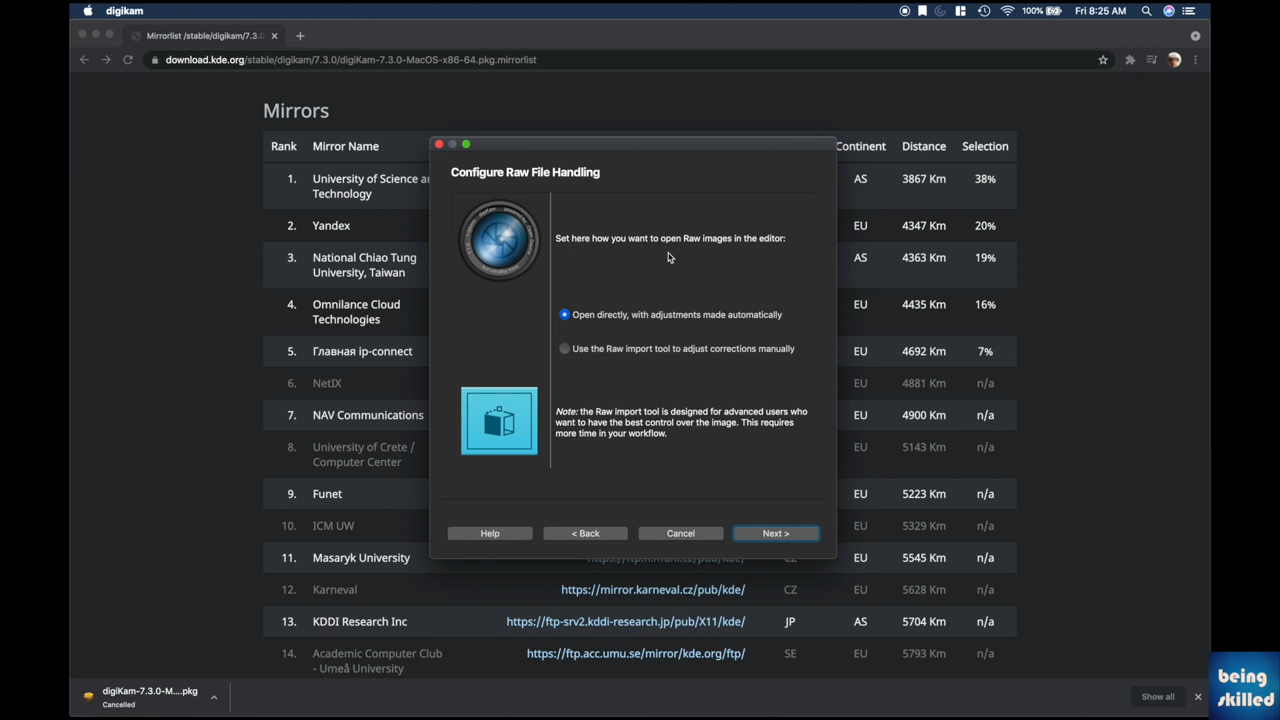 digikam
100%
Fri 8:25 AM
Mirrorlist /stable/digikam/7.3.0
download.kde.org/stable/digikam/7.3.0/digiKam-7.3.0-MacOS-x86-64.pkg.mirrorlist
Mirrors
Rank Mirror Name Continent Distance Selection
1. University of Science an
Technology
AS 3867 Km 38%
2. Yandex EU 4347 Km 20%
3. National Chiao Tung
University, Taiwan
AS 4363 Km 19%
4. Omnilance Cloud
Technologies
EU 4435 Km 16%
5. Главная ip-connect EU 4692 Km 7%
6. NetIX EU 4881 Km n/a
7. NAV Communications EU 4900 Km n/a
8. University of Crete /
Computer Center
EU 5143 Km n/a
9. Funet EU 5223 Km n/a
10. ICM UW EU 5329 Km n/a
11. Masaryk University https://ftp.fi.muni.cz/pub/kde/ CZ EU 5545 Km n/a
12. Karneval https://mirror.karneval.cz/pub/kde/ CZ EU 5628 Km n/a
13. KDDI Research Inc https://ftp-srv2.kddi-research.jp/pub/X11/kde/ JP AS 5704 Km n/a
14. Academic Computer Club
- Umeå University
https://ftp.acc.umu.se/mirror/kde.org/ftp/ SE EU 5793 Km n/a
Configure Raw File Handling
Set here how you want to open Raw images in the editor:
Open directly, with adjustments made automatically
Use the Raw import tool to adjust corrections manually
Note: the Raw import tool is designed for advanced users who
want to have the best control over the image. This requires
more time in your workflow.
Help < Back Cancel Next >
digiKam-7.3.0-M....pkg
Cancelled
Show all
being
skilled